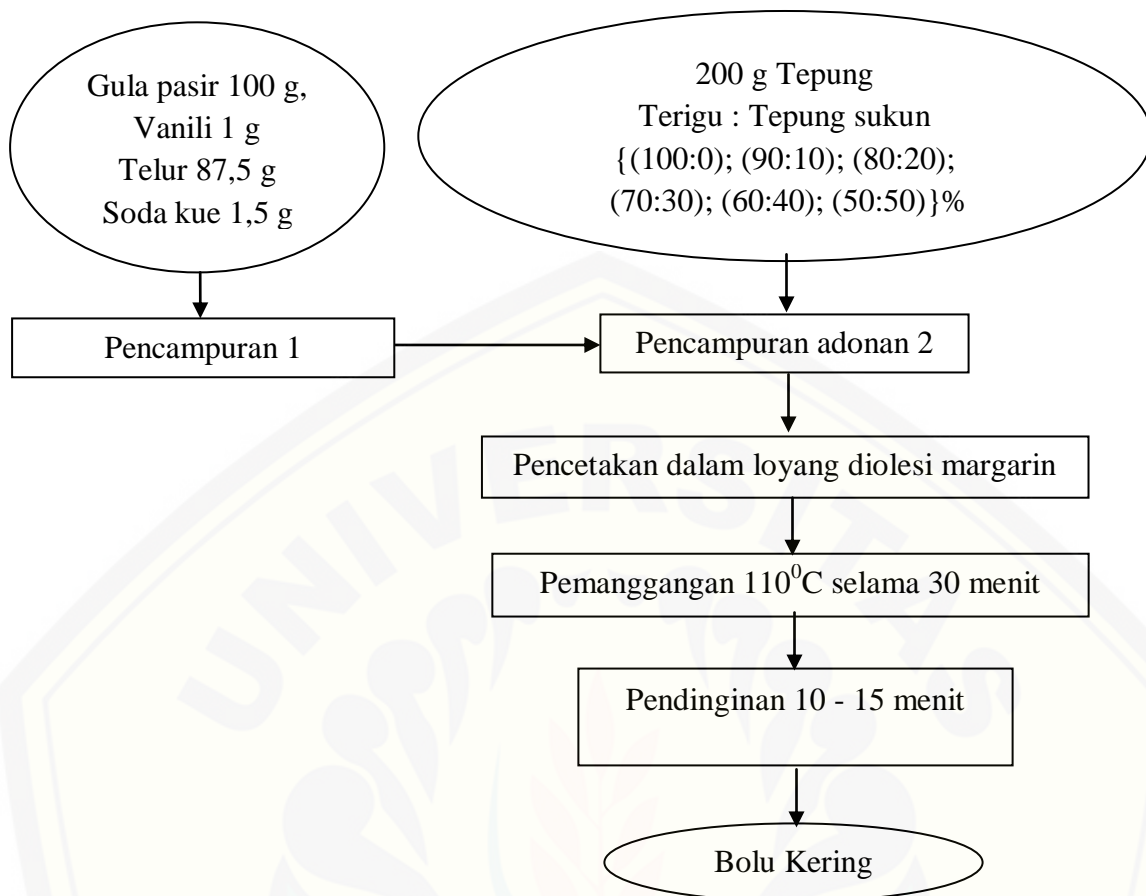 Gula pasir 100 g,
Vanili 1 g
Telur 87,5 g
Soda kue 1,5 g
200 g Tepung
Terigu : Tepung sukun
{(100:0); (90:10); (80:20);
(70:30); (60:40); (50:50)}%
Pencampuran 1
Pencampuran adonan 2
Pencetakan dalam loyang diolesi margarin
Pemanggangan 110⁰C selama 30 menit
Pendinginan 10 - 15 menit
Bolu Kering
UNIVERSITAS